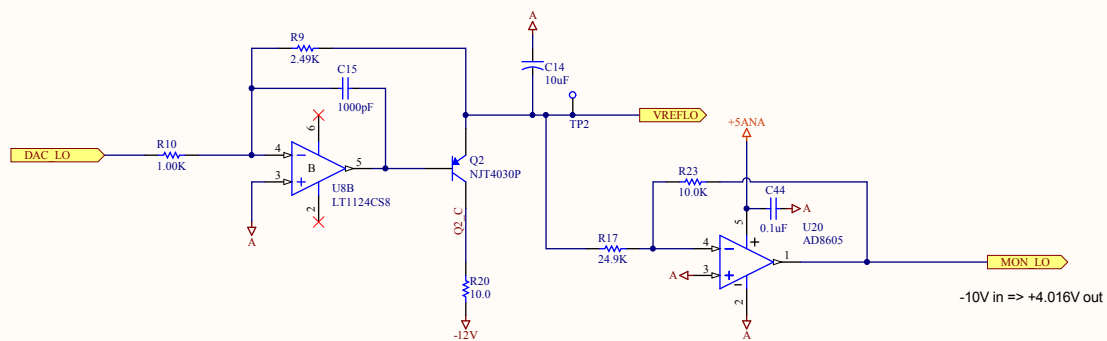 A
R9
2.49K
C15
1000pF
C14
10uF
TP2
VREFLO
+5ANA
R10
1.00K
DAC_LO
4
3
6
2
5
B
U8B
LT1124CS8
A
Q2
NJT4030P
Q2_C
R20
10.0
-12V
R23
10.0K
C44
0.1uF
A
U20
AD8605
R17
24.9K
5
4
3
2
1
A
A
MON_LO
-10V in => +4.016V out